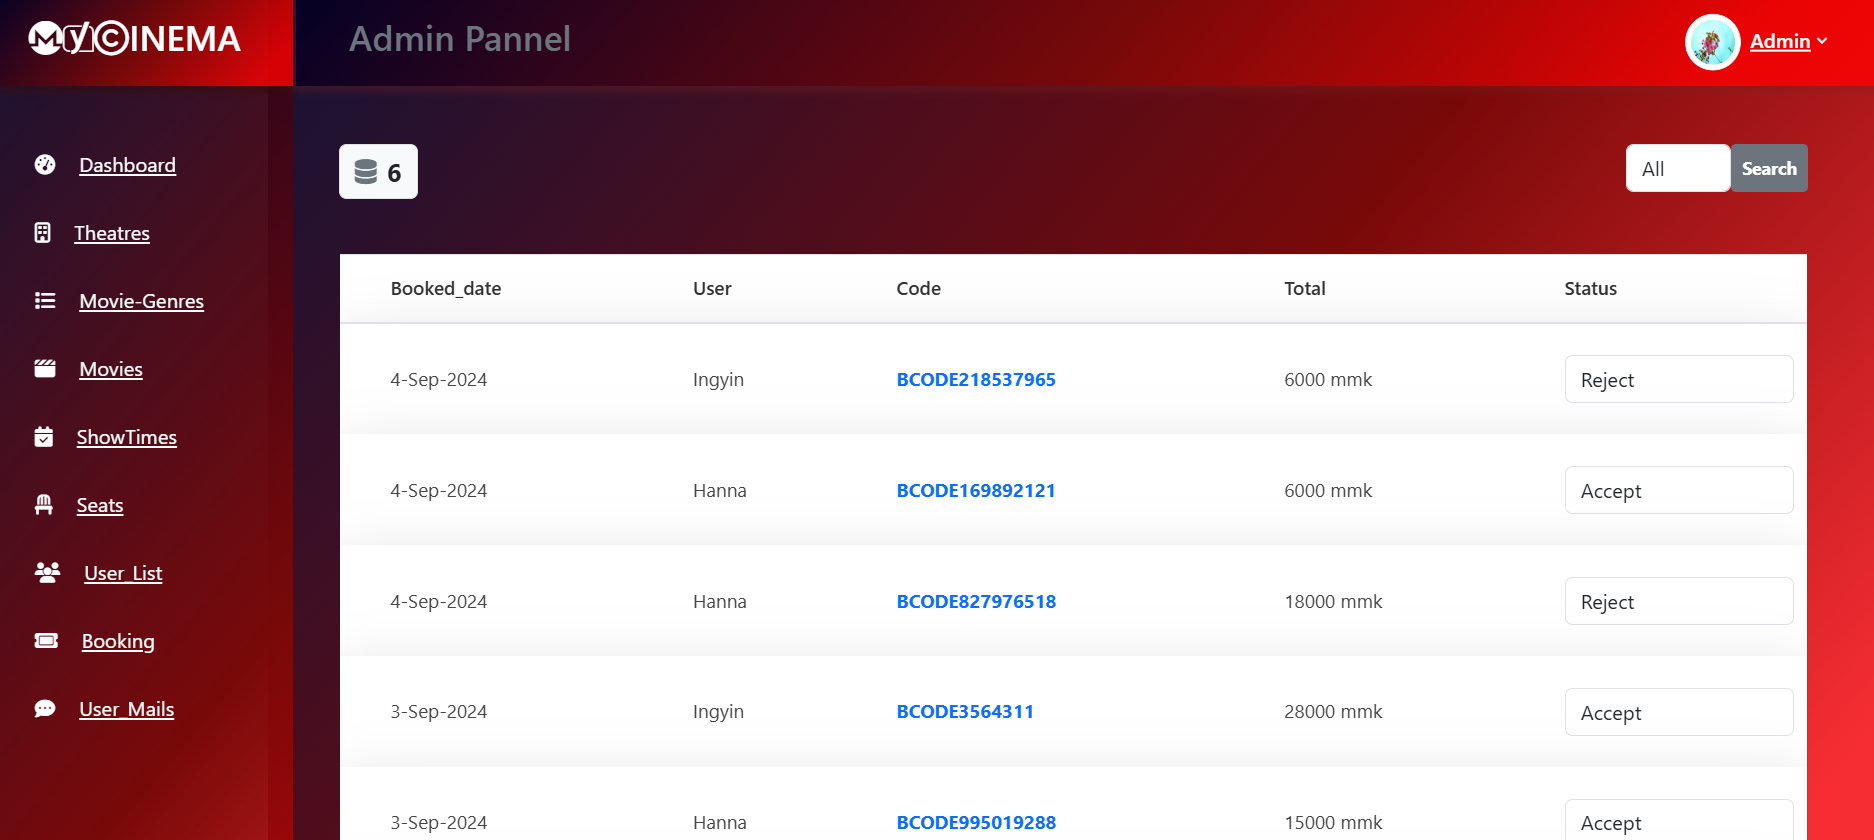 MyCINEMA
Admin Pannel
Admin
Dashboard
Theatres
Movie-Genres
Movies
ShowTimes
Seats
User_List
Booking
User_Mails
6
All
Search
Booked_date User Code Total Status
4-Sep-2024 Ingyin BCODE218537965 6000 mmk Reject
4-Sep-2024 Hanna BCODE169892121 6000 mmk Accept
4-Sep-2024 Hanna BCODE827976518 18000 mmk Reject
3-Sep-2024 Ingyin BCODE3564311 28000 mmk Accept
3-Sep-2024 Hanna BCODE995019288 15000 mmk Accept